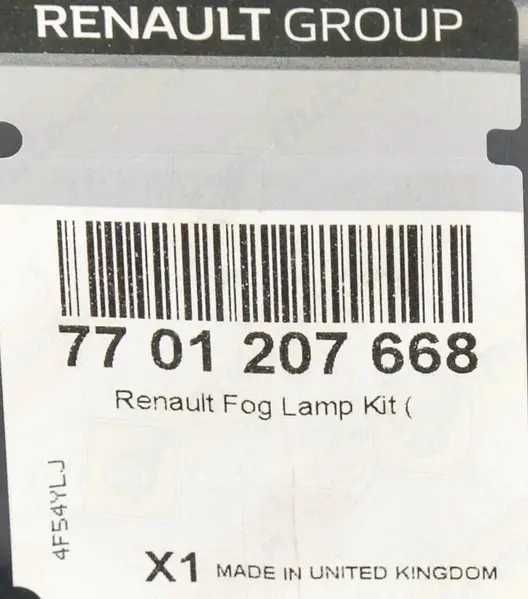 RENAULT GROUP
77 01 207 668
Renault Fog Lamp Kit (
4F54YLJ
X1 MADE IN UNITED KINGDOM